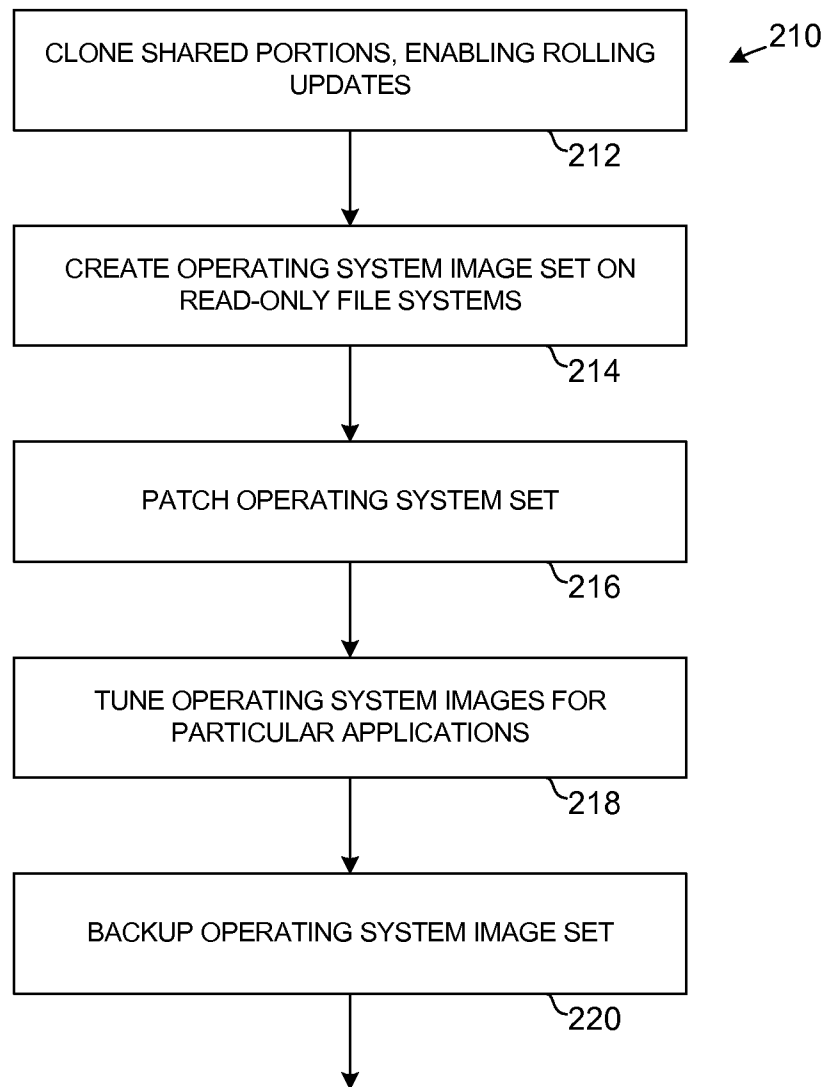 210
CLONE SHARED PORTIONS, ENABLING ROLLING
UPDATES
212
CREATE OPERATING SYSTEM IMAGE SET ON
READ-ONLY FILE SYSTEMS
214
PATCH OPERATING SYSTEM SET
216
TUNE OPERATING SYSTEM IMAGES FOR
PARTICULAR APPLICATIONS
218
BACKUP OPERATING SYSTEM IMAGE SET
220